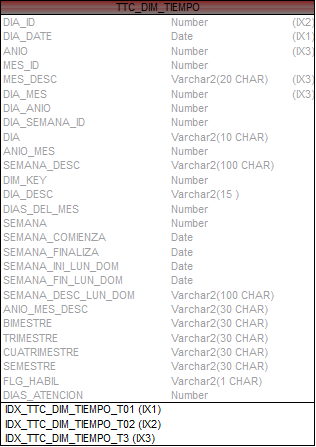 TTC_DIM_TIEMPO
DIA_ID Number (IX2)
DIA_DATE Date (IX1)
ANIO Number (IX3)
MES_ID Number
MES_DESC Varchar2(20 CHAR) (IX3)
DIA_MES Number (IX3)
DIA_ANIO Number
DIA_SEMANA_ID Number
DIA Varchar2(10 CHAR)
ANIO_MES Number
SEMANA_DESC Varchar2(100 CHAR)
DIM_KEY Number
DIA_DESC Varchar2(15 )
DIAS_DEL_MES Number
SEMANA Number
SEMANA_COMIENZA Date
SEMANA_FINALIZA Date
SEMANA_INI_LUN_DOM Date
SEMANA_FIN_LUN_DOM Date
SEMANA_DESC_LUN_DOM Varchar2(100 CHAR)
ANIO_MES_DESC Varchar2(30 CHAR)
BIMESTRE Varchar2(30 CHAR)
TRIMESTRE Varchar2(30 CHAR)
CUATRIMESTRE Varchar2(30 CHAR)
SEMESTRE Varchar2(30 CHAR)
FLG_HABIL Varchar2(1 CHAR)
DIAS_ATENCION Number
IDX_TTC_DIM_TIEMPO_T01 (IX1)
IDX_TTC_DIM_TIEMPO_T02 (IX2)
IDX_TTC_DIM_TIEMPO_T3 (IX3)